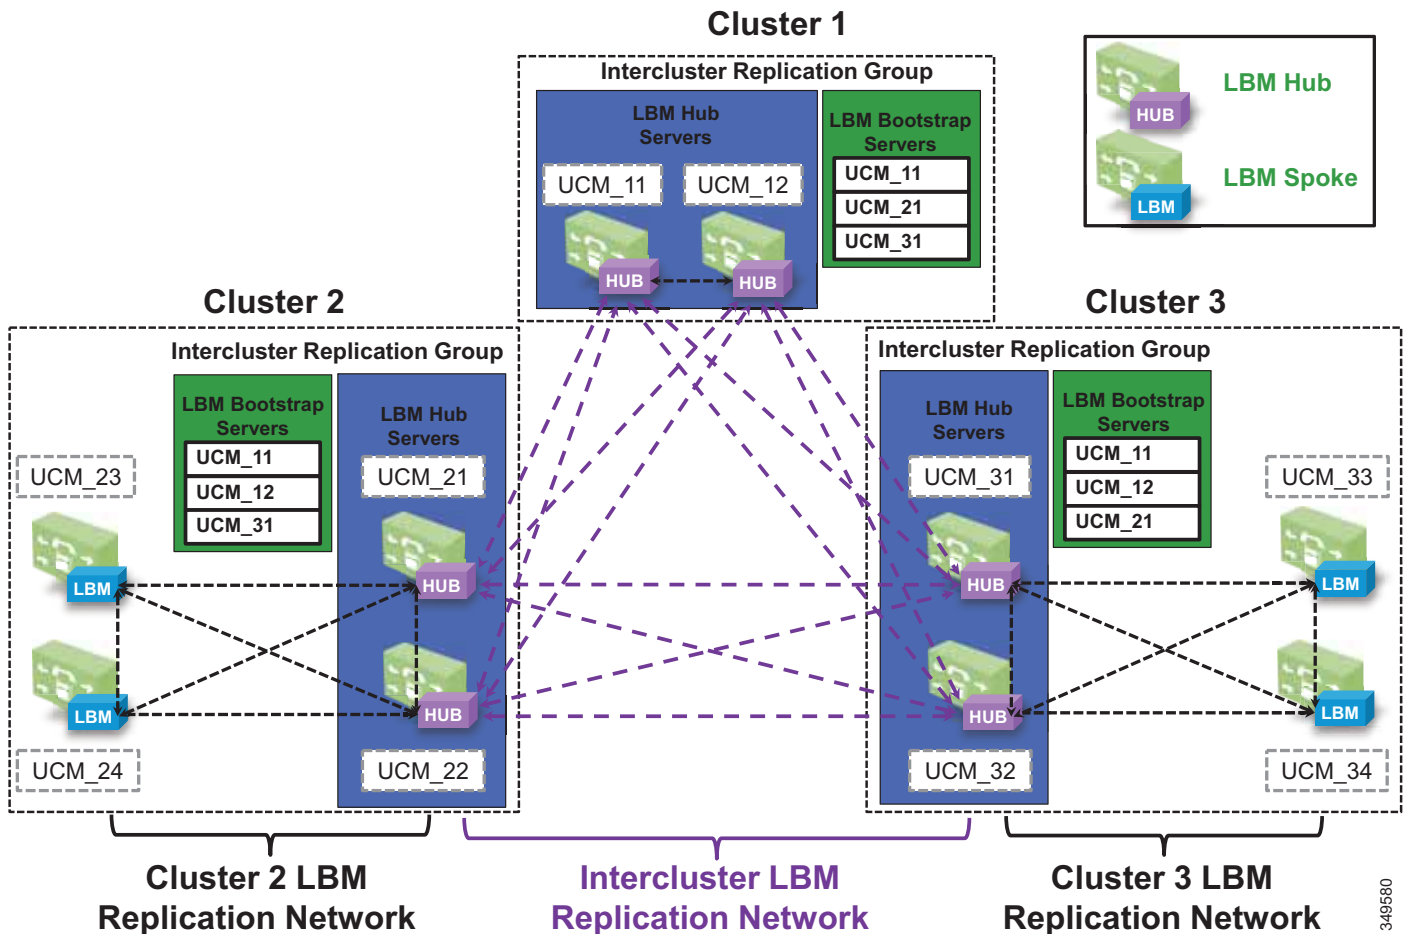 Cluster 1
Intercluster Replication Group
LBM Hub
Servers
UCM_11
UCM_12
HUB
HUB
LBM Bootstrap
Servers
UCM_11
UCM_21
UCM_31
HUB
LBM Hub
LBM
LBM Spoke
Cluster 2
Intercluster Replication Group
LBM Bootstrap
Servers
UCM_11
UCM_12
UCM_31
LBM Hub
Servers
UCM_23
UCM_21
LBM
HUB
LBM
HUB
UCM_24
UCM_22
Cluster 3
Intercluster Replication Group
LBM Hub
Servers
LBM Bootstrap
Servers
UCM_11
UCM_12
UCM_21
UCM_31
UCM_33
HUB
LBM
HUB
LBM
UCM_32
UCM_34
Cluster 2 LBM
Replication Network
Intercluster LBM
Replication Network
Cluster 3 LBM
Replication Network
349580